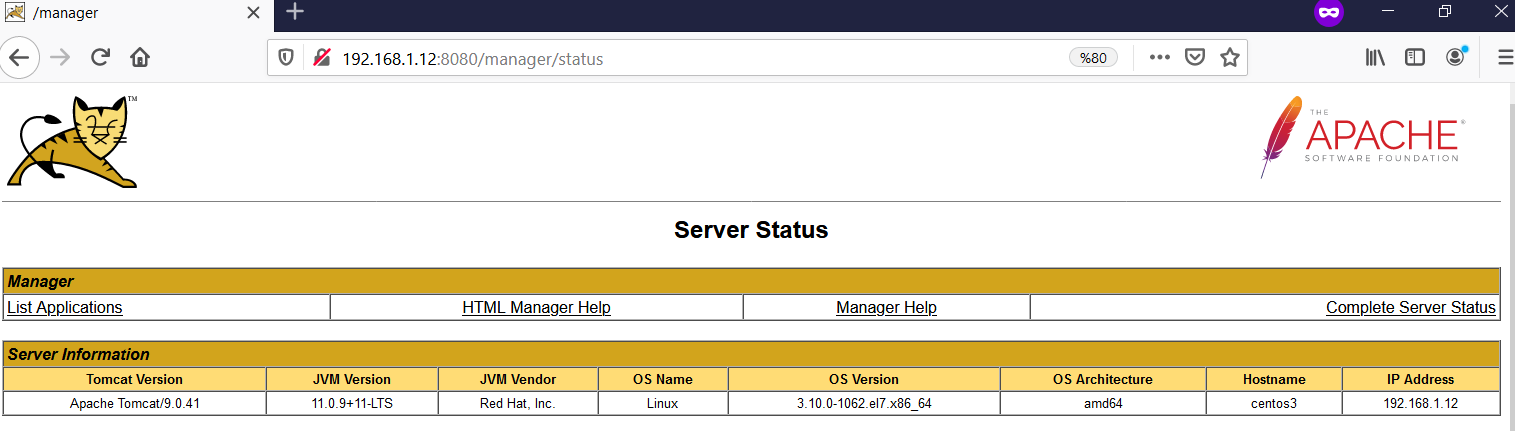 /manager
192.168.1.12:8080/manager/status %80
TM
THE
APACHE®
SOFTWARE FOUNDATION
Server Status
Manager
List Applications HTML Manager Help Manager Help Complete Server Status
Server Information
Tomcat Version JVM Version JVM Vendor OS Name OS Version OS Architecture Hostname IP Address
Apache Tomcat/9.0.41 11.0.9+11-LTS Red Hat, Inc. Linux 3.10.0-1062.el7.x86_64 amd64 centos3 192.168.1.12